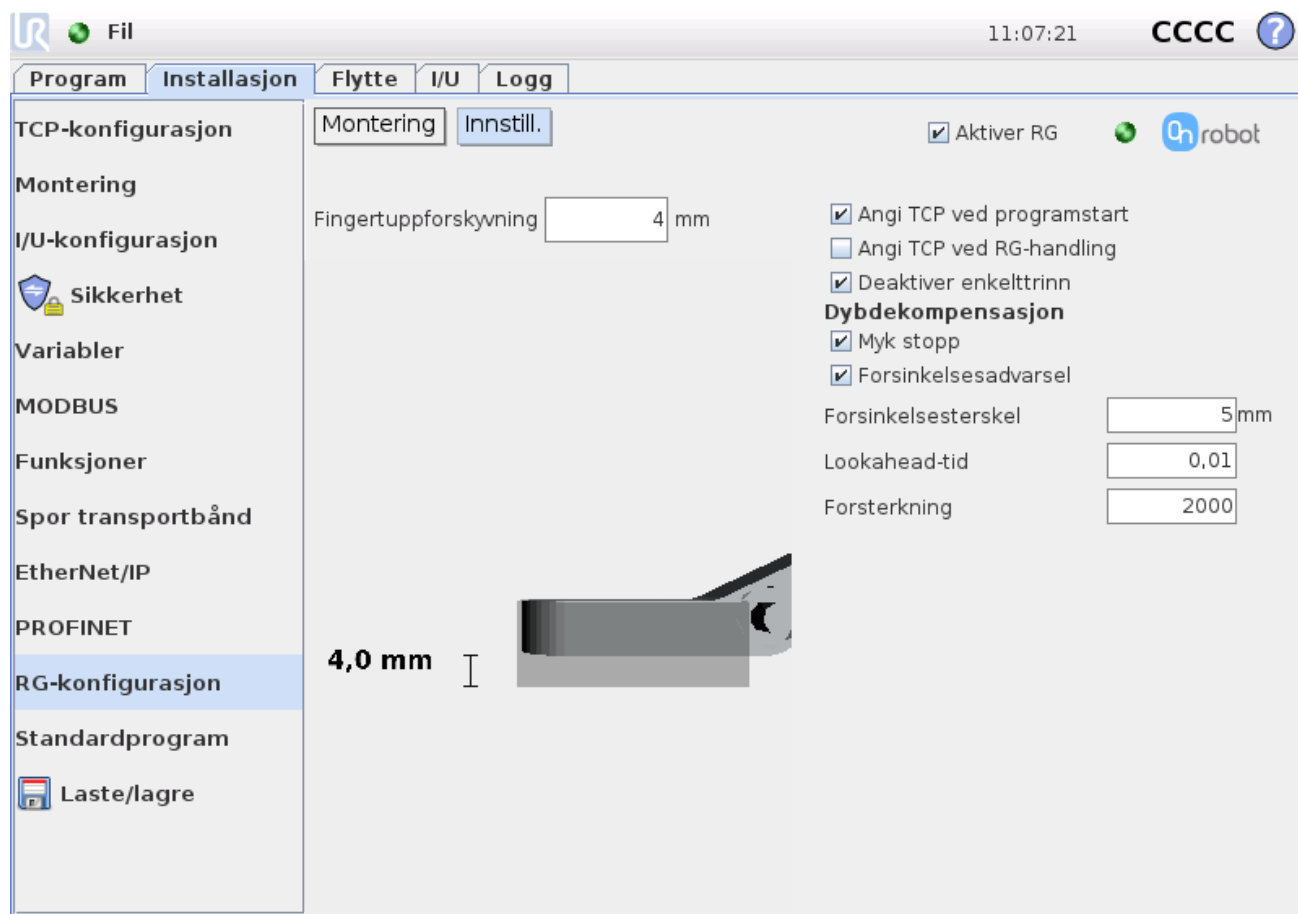 UR Fil 11:07:21 CCCC ?
Program Installasjon Flytte I/U Logg
TCP-konfigurasjon
Montering
I/U-konfigurasjon
Sikkerhet
Variabler
MODBUS
Funksjoner
Spor transportbånd
EtherNet/IP
PROFINET
RG-konfigurasjon
Standardprogram
Laste/lagre
Montering Innstill.
Aktiver RG On robot
Fingertuppforskyvning 4 mm
4,0 mm
Angi TCP ved programstart
Angi TCP ved RG-handling
Deaktiver enkelttrinn
Dybdekompensasjon
Myk stopp
Forsinkelsesadvarsel
Forsinkelsesterskel 5 mm
Lookahead-tid 0,01
Forsterkning 2000